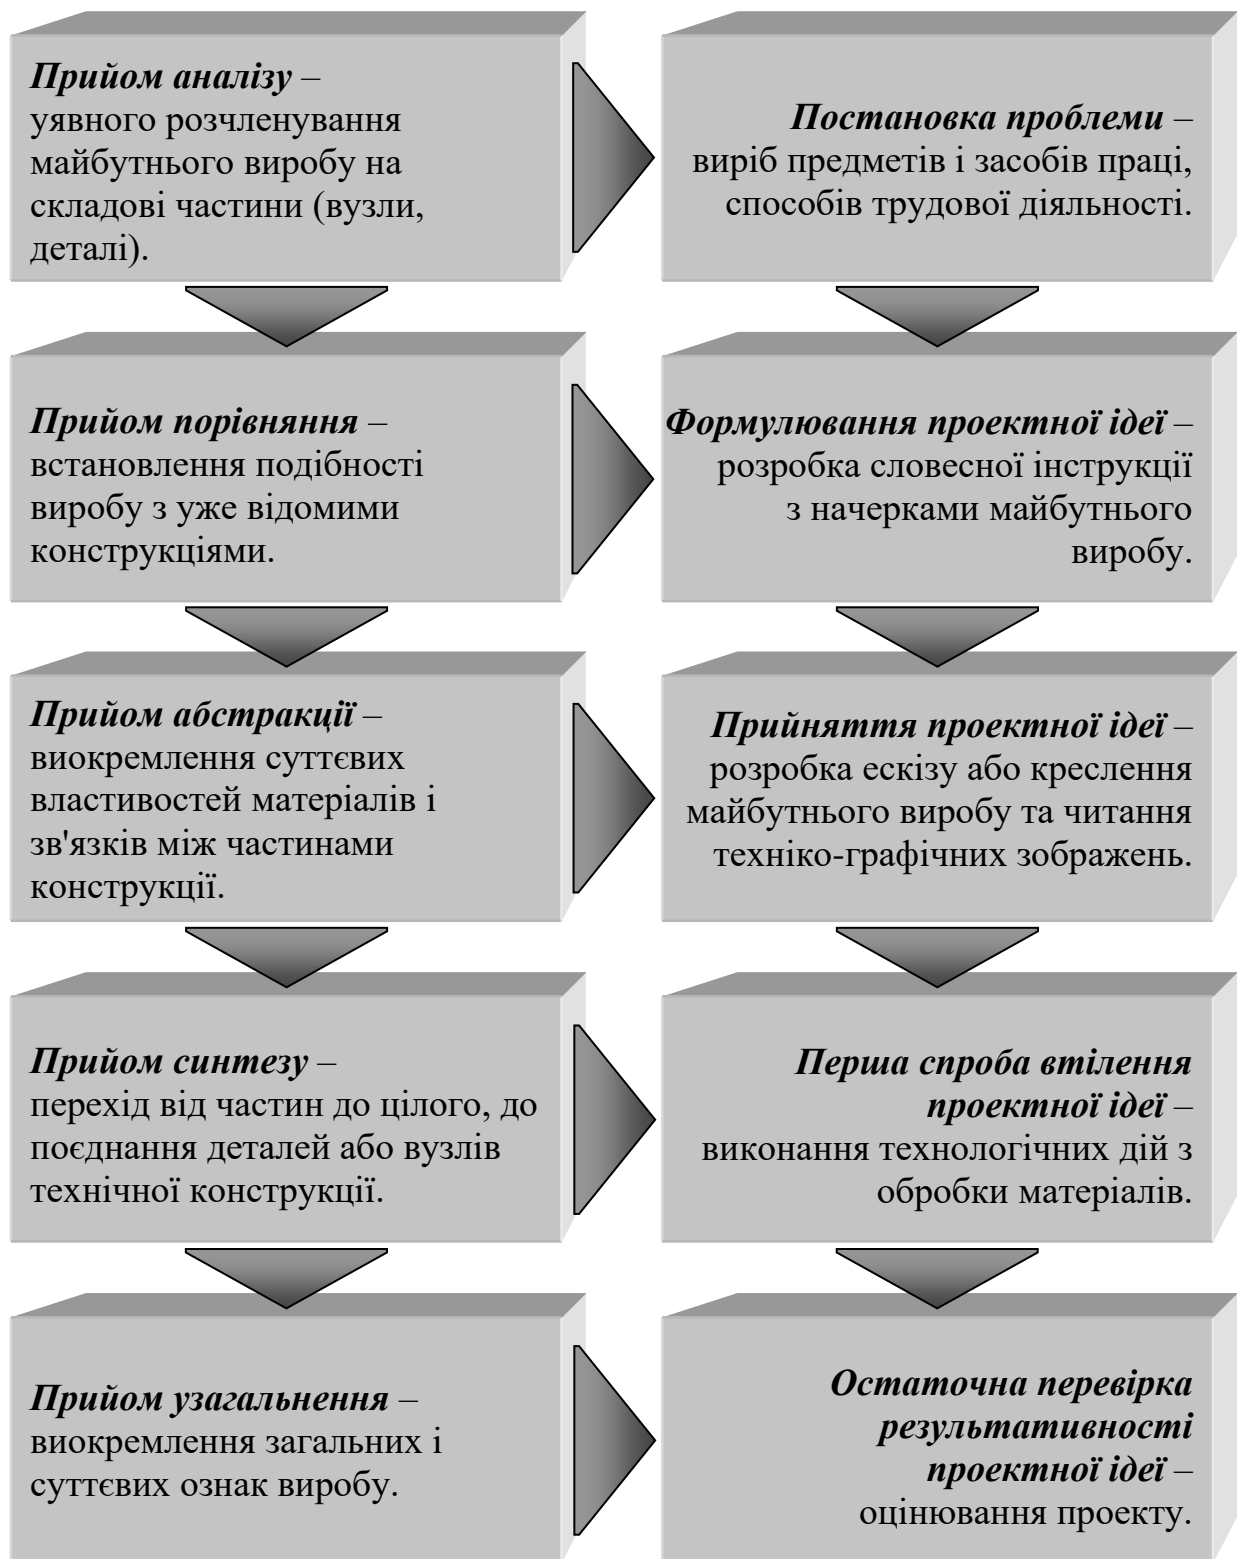 Прийом аналізу –
уявного розчленування
майбутнього виробу на
складові частини (вузли,
деталі).
Постановка проблеми –
виріб предметів і засобів праці,
способів трудової діяльності.
Прийом порівняння –
встановлення подібності
виробу з уже відомими
конструкціями.
Формулювання проектної ідеї –
розробка словесної інструкції
з начерками майбутнього
виробу.
Прийом абстракції –
виокремлення суттєвих
властивостей матеріалів і
зв'язків між частинами
конструкції.
Прийняття проектної ідеї –
розробка ескізу або креслення
майбутнього виробу та читання
техніко-графічних зображень.
Прийом синтезу –
перехід від частин до цілого, до
поєднання деталей або вузлів
технічної конструкції.
Перша спроба втілення
проектної ідеї –
виконання технологічних дій з
обробки матеріалів.
Прийом узагальнення –
виокремлення загальних і
суттєвих ознак виробу.
Остаточна перевірка
результативності
проектної ідеї –
оцінювання проекту.